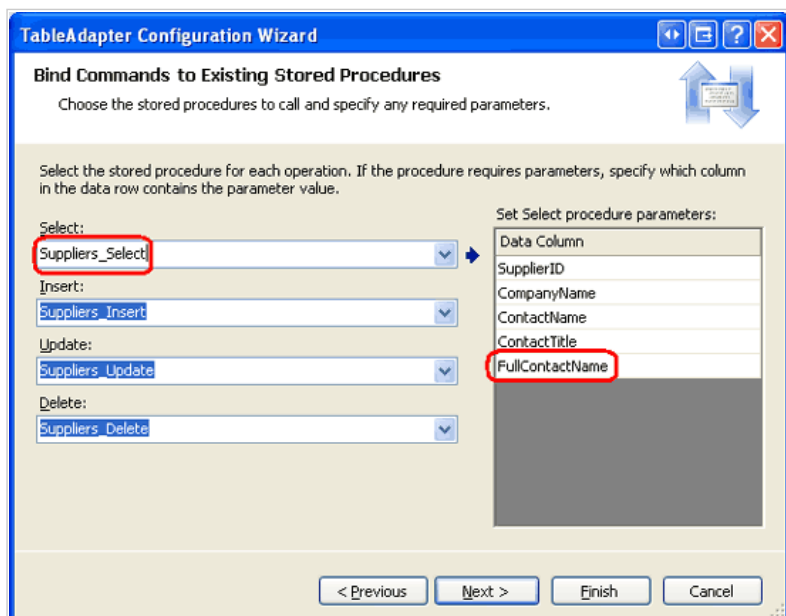 TableAdapter Configuration Wizard
Bind Commands to Existing Stored Procedures
Choose the stored procedures to call and specify any required parameters.
Select the stored procedure for each operation. If the procedure requires parameters, specify which column
in the data row contains the parameter value.
Select:
Suppliers_Select
Insert:
Suppliers_Insert
Update:
Suppliers_Update
Delete:
Suppliers_Delete
Set Select procedure parameters:
Data Column
SupplierID
CompanyName
ContactName
ContactTitle
FullContactName
< Previous
Next >
Finish
Cancel